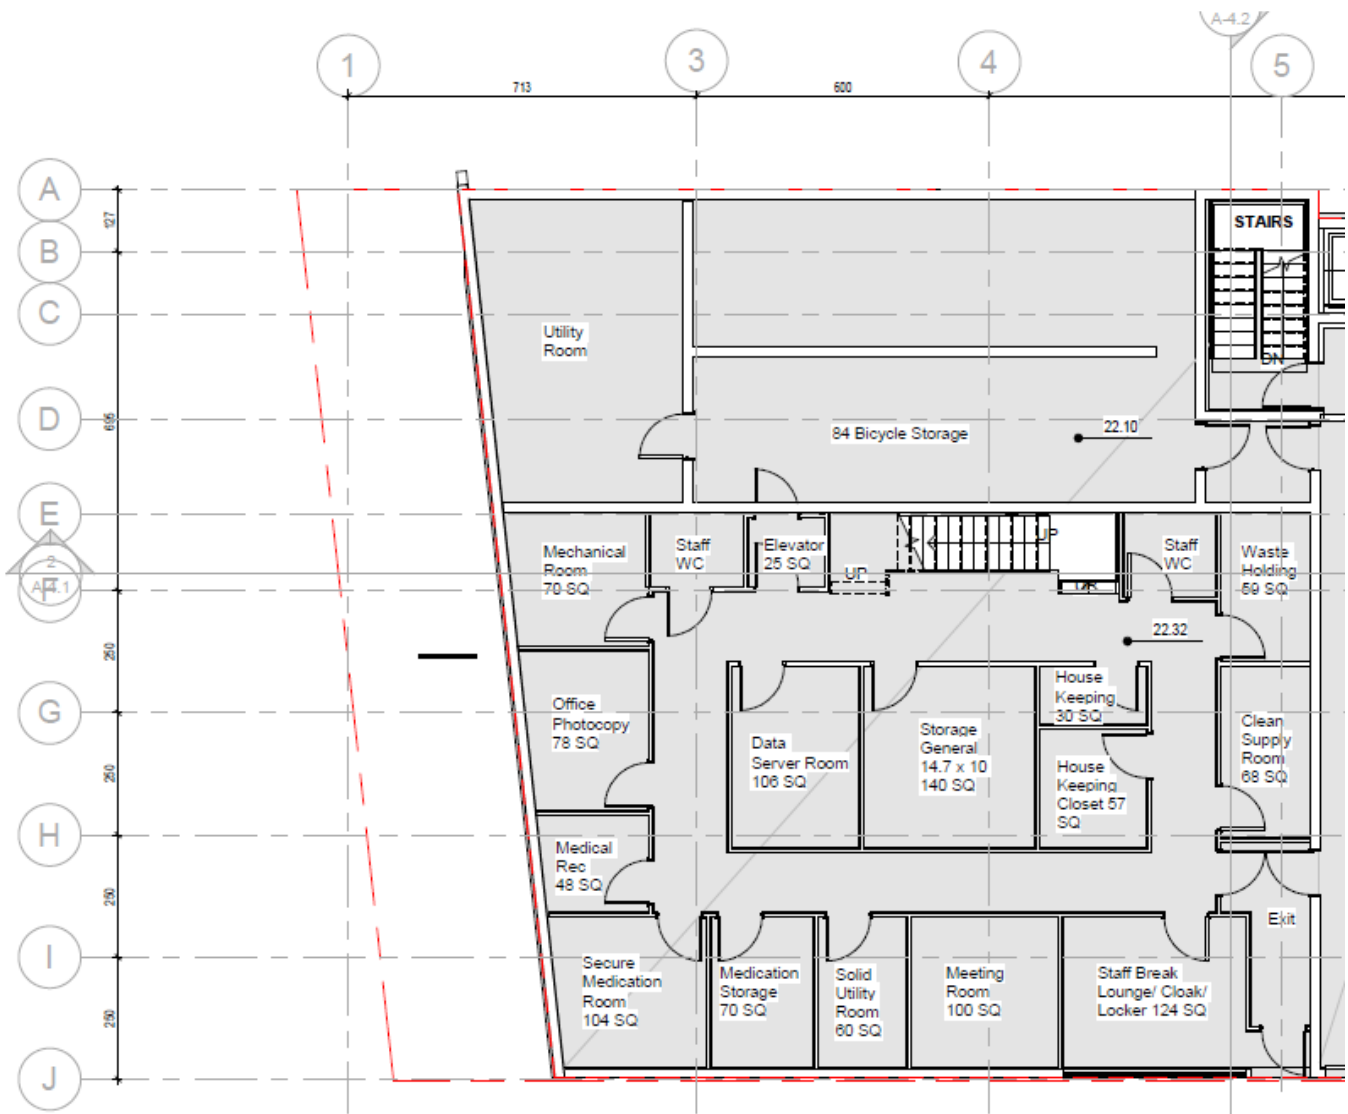 A-4.2
1
3
4
5
713
600
A
127
B
C
D
695
E
2
A-4.1
F
250
G
250
H
250
I
250
J
STAIRS
DN
Utility
Room
84 Bicycle Storage
22.10
Mechanical
Room
70 SQ
Staff
WC
Elevator
25 SQ
UP
UP
Staff
WC
Waste
Holding
59 SQ
22.32
Office
Photocopy
78 SQ
Data
Server Room
106 SQ
Storage
General
14.7 x 10
140 SQ
House
Keeping
30 SQ
House
Keeping
Closet 57
SQ
Clean
Supply
Room
68 SQ
Medical
Rec
48 SQ
Exit
Secure
Medication
Room
104 SQ
Medication
Storage
70 SQ
Solid
Utility
Room
60 SQ
Meeting
Room
100 SQ
Staff Break
Lounge/ Cloak/
Locker 124 SQ